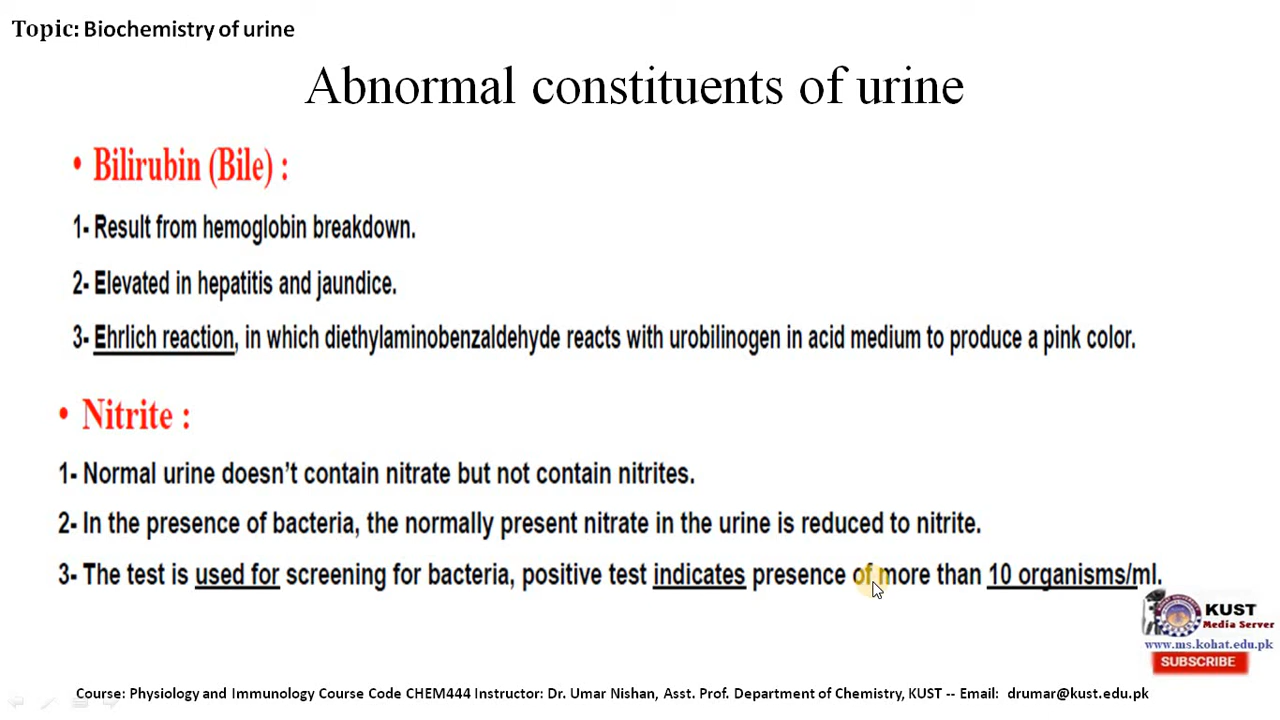 Topic: Biochemistry of urine
Abnormal constituents of urine
• Bilirubin (Bile) :
1- Result from hemoglobin breakdown.
2- Elevated in hepatitis and jaundice.
3- Ehrlich reaction, in which diethylaminobenzaldehyde reacts with urobilinogen in acid medium to produce a pink color.
• Nitrite :
1- Normal urine doesn't contain nitrate but not contain nitrites.
2- In the presence of bacteria, the normally present nitrate in the urine is reduced to nitrite.
3- The test is used for screening for bacteria, positive test indicates presence of more than 10 organisms/ml.
KUST
Media Server
www.ms.kohat.edu.pk
SUBSCRIBE
Course: Physiology and Immunology Course Code CHEM444 Instructor: Dr. Umar Nishan, Asst. Prof. Department of Chemistry, KUST -- Email: drumar@kust.edu.pk